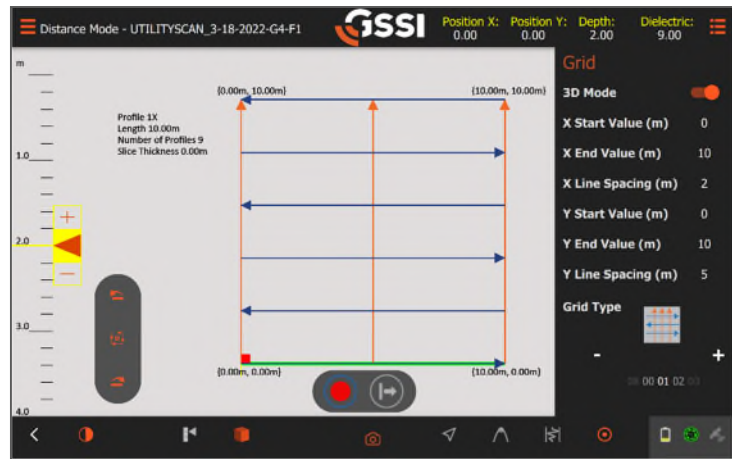 Distance Mode - UTILITYSCAN_3-18-2022-G4-F1
GSSI
Position X: Position Y: Depth: Dielectric:
0.00 0.00 2.00 9.00
m
1.0
2.0
3.0
4.0
Profile 1X
Length 10.00m
Number of Profiles 9
Slice Thickness 0.00m
{0.00m, 10.00m} {10.00m, 10.00m}
{0.00m, 0.00m} {10.00m, 0.00m}
Grid
3D Mode
X Start Value (m) 0
X End Value (m) 10
X Line Spacing (m) 2
Y Start Value (m) 0
Y End Value (m) 10
Y Line Spacing (m) 5
Grid Type
- +
00 01 02